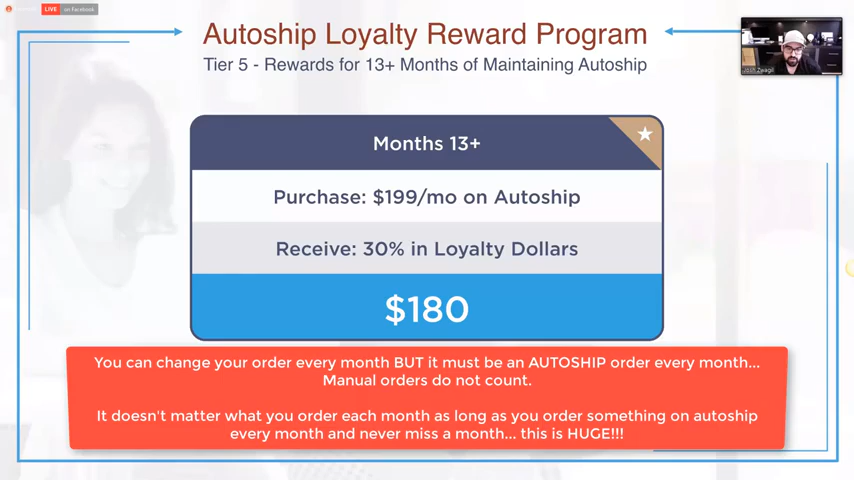 LIVE on Facebook
Autoship Loyalty Reward Program
Tier 5 - Rewards for 13+ Months of Maintaining Autoship
Josh Zwagil
Months 13+
Purchase: $199/mo on Autoship
Receive: 30% in Loyalty Dollars
$180
You can change your order every month BUT it must be an AUTOSHIP order every month...
Manual orders do not count.
It doesn't matter what you order each month as long as you order something on autoship
every month and never miss a month... this is HUGE!!!